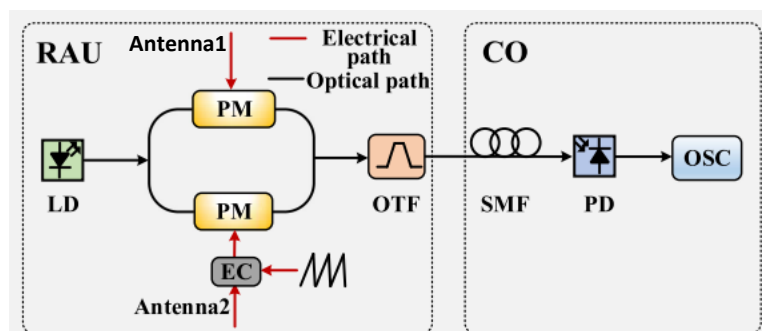 RAU
Antenna1
Electrical
path
Optical path
CO
PM
LD
OTF
SMF
PD
OSC
PM
EC
Antenna2